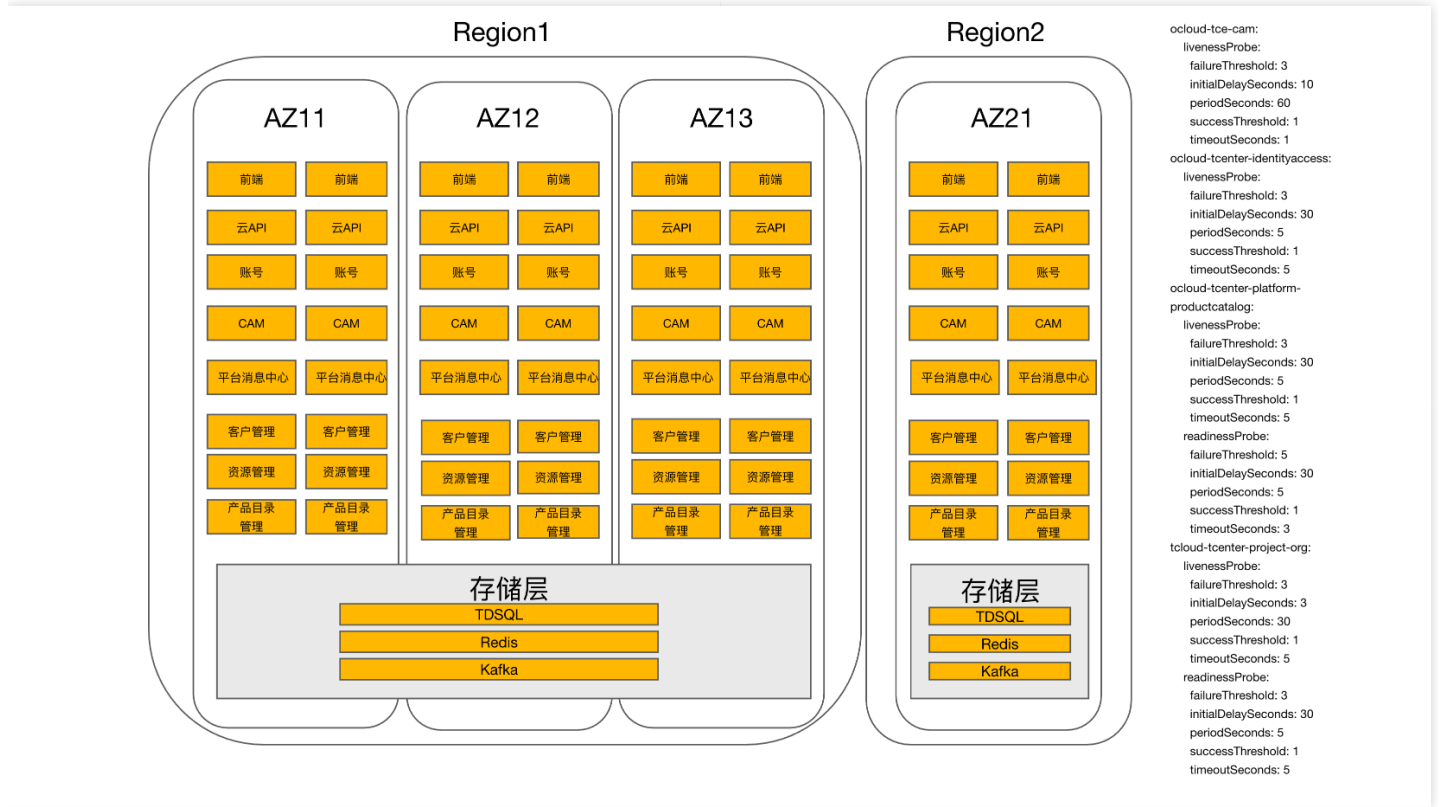 Region1
AZ11
前端
前端
云API
云API
账号
账号
CAM
CAM
平台消息中心
平台消息中心
客户管理
客户管理
资源管理
资源管理
产品目录
管理
产品目录
管理
AZ12
前端
前端
云API
云API
账号
账号
CAM
CAM
平台消息中心
平台消息中心
客户管理
客户管理
资源管理
资源管理
产品目录
管理
产品目录
管理
AZ13
前端
前端
云API
云API
账号
账号
CAM
CAM
平台消息中心
平台消息中心
客户管理
客户管理
资源管理
资源管理
产品目录
管理
产品目录
管理
存储层
TDSQL
Redis
Kafka
Region2
AZ21
前端
前端
云API
云API
账号
账号
CAM
CAM
平台消息中心
平台消息中心
客户管理
客户管理
资源管理
资源管理
产品目录
管理
产品目录
管理
存储层
TDSQL
Redis
Kafka
ocloud-tce-cam:
livenessProbe:
failureThreshold: 3
initialDelaySeconds: 10
periodSeconds: 60
successThreshold: 1
timeoutSeconds: 1
ocloud-tcenter-identityaccess:
livenessProbe:
failureThreshold: 3
initialDelaySeconds: 30
periodSeconds: 5
successThreshold: 1
timeoutSeconds: 5
ocloud-tcenter-platform-
productcatalog:
livenessProbe:
failureThreshold: 3
initialDelaySeconds: 30
periodSeconds: 5
successThreshold: 1
timeoutSeconds: 5
readinessProbe:
failureThreshold: 5
initialDelaySeconds: 30
periodSeconds: 5
successThreshold: 1
timeoutSeconds: 3
tcloud-tcenter-project-org:
livenessProbe:
failureThreshold: 3
initialDelaySeconds: 3
periodSeconds: 30
successThreshold: 1
timeoutSeconds: 5
readinessProbe:
failureThreshold: 3
initialDelaySeconds: 30
periodSeconds: 5
successThreshold: 1
timeoutSeconds: 5